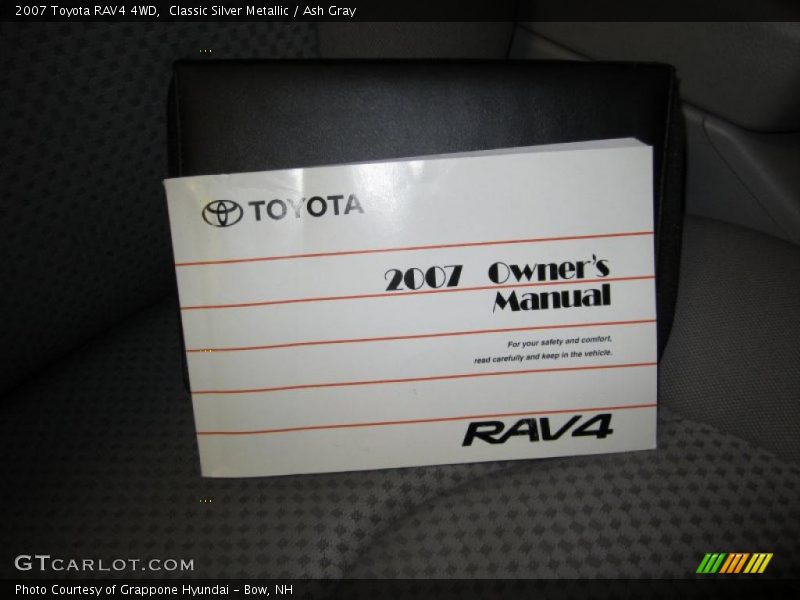 2007 Toyota RAV4 4WD,  Classic Silver Metallic / Ash Gray
TOYOTA
2007 Owner's
Manual
For your safety and comfort,
read carefully and keep in the vehicle.
RAV4
GTCARLOT.COM
Photo Courtesy of Grappone Hyundai - Bow, NH